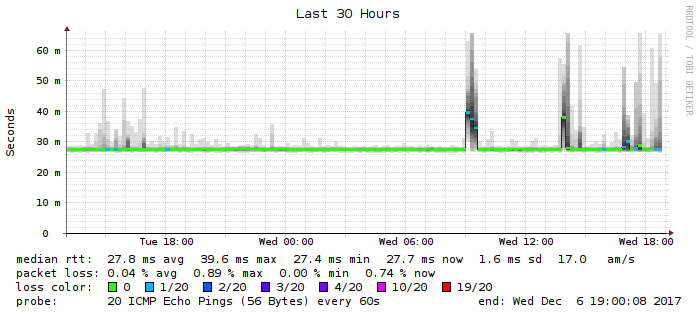 Last 30 Hours
RRDTOOL / TOBI OETIKER
Seconds
60 m
50 m
40 m
30 m
20 m
10 m
0
Tue 18:00 Wed 00:00 Wed 06:00 Wed 12:00 Wed 18:00
median rtt: 27.8 ms avg 39.6 ms max 27.4 ms min 27.7 ms now 1.6 ms sd 17.0 am/s
packet loss: 0.04 % avg 0.89 % max 0.00 % min 0.74 % now
loss color: 0 1/20 2/20 3/20 4/20 10/20 19/20
probe: 20 ICMP Echo Pings (56 Bytes) every 60s end: Wed Dec 6 19:00:08 2017